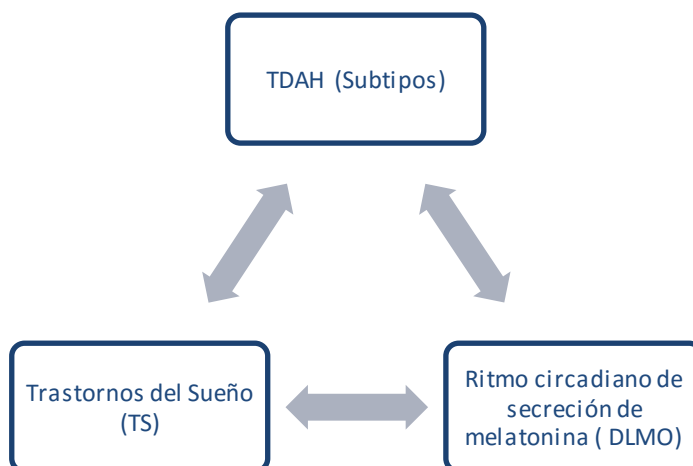 TDAH (Subtipos)
Trastornos del Sueño
(TS)
Ritmo circadiano de
secreción de
melatonina ( DLMO)